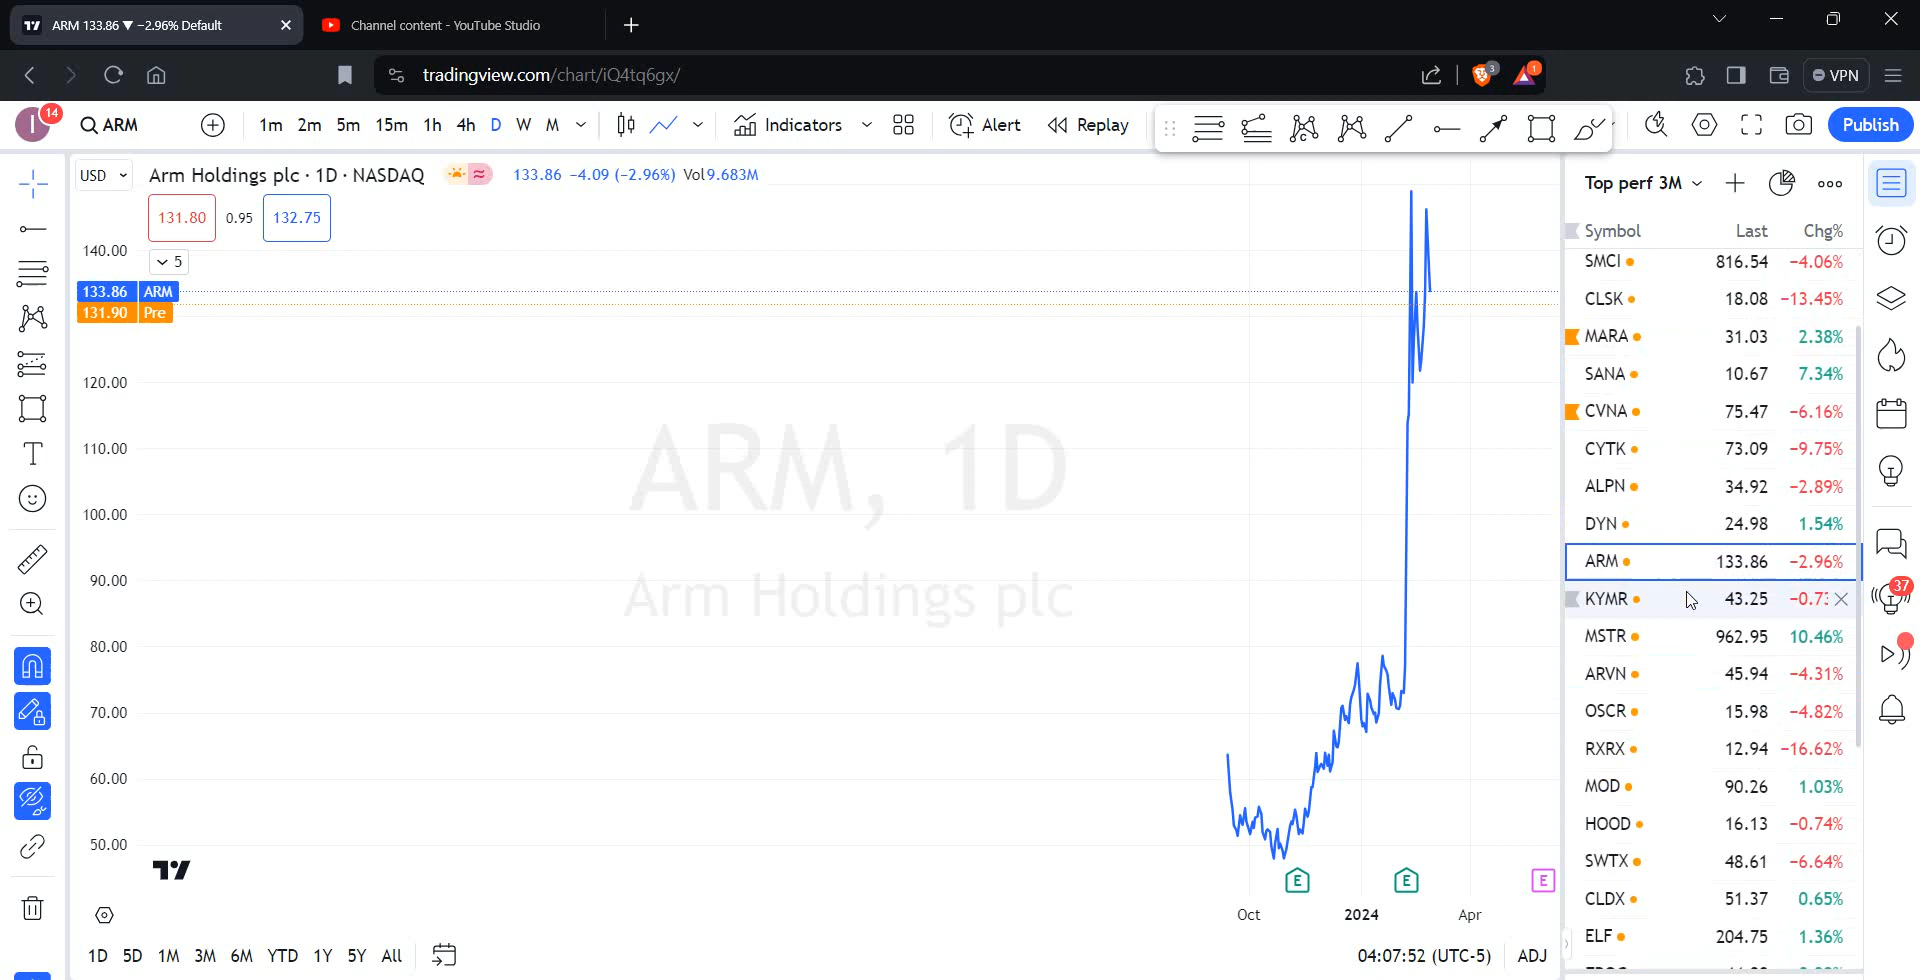 ARM 133.86 ▼ −2.96% Default
Channel content - YouTube Studio
tradingview.com/chart/iQ4tq6gx/
3
1
VPN
I
14
ARM
1m 2m 5m 15m 1h 4h D W M
Indicators
Alert
Replay
Publish
USD
Arm Holdings plc · 1D · NASDAQ
133.86 −4.09 (−2.96%) Vol 9.683M
131.80 0.95 132.75
5
140.00
133.86 ARM
131.90 Pre
120.00
110.00
100.00
90.00
80.00
70.00
60.00
50.00
ARM, 1D
Arm Holdings plc
E E E
Oct 2024 Apr
1D 5D 1M 3M 6M YTD 1Y 5Y All
04:07:52 (UTC-5) ADJ
Top perf 3M
Symbol Last Chg%
SMCI 816.54 −4.06%
CLSK 18.08 −13.45%
MARA 31.03 2.38%
SANA 10.67 7.34%
CVNA 75.47 −6.16%
CYTK 73.09 −9.75%
ALPN 34.92 −2.89%
DYN 24.98 1.54%
ARM 133.86 −2.96%
KYMR 43.25 −0.73
MSTR 962.95 10.46%
ARVN 45.94 −4.31%
OSCR 15.98 −4.82%
RXRX 12.94 −16.62%
MOD 90.26 1.03%
HOOD 16.13 −0.74%
SWTX 48.61 −6.64%
CLDX 51.37 0.65%
ELF 204.75 1.36%
37